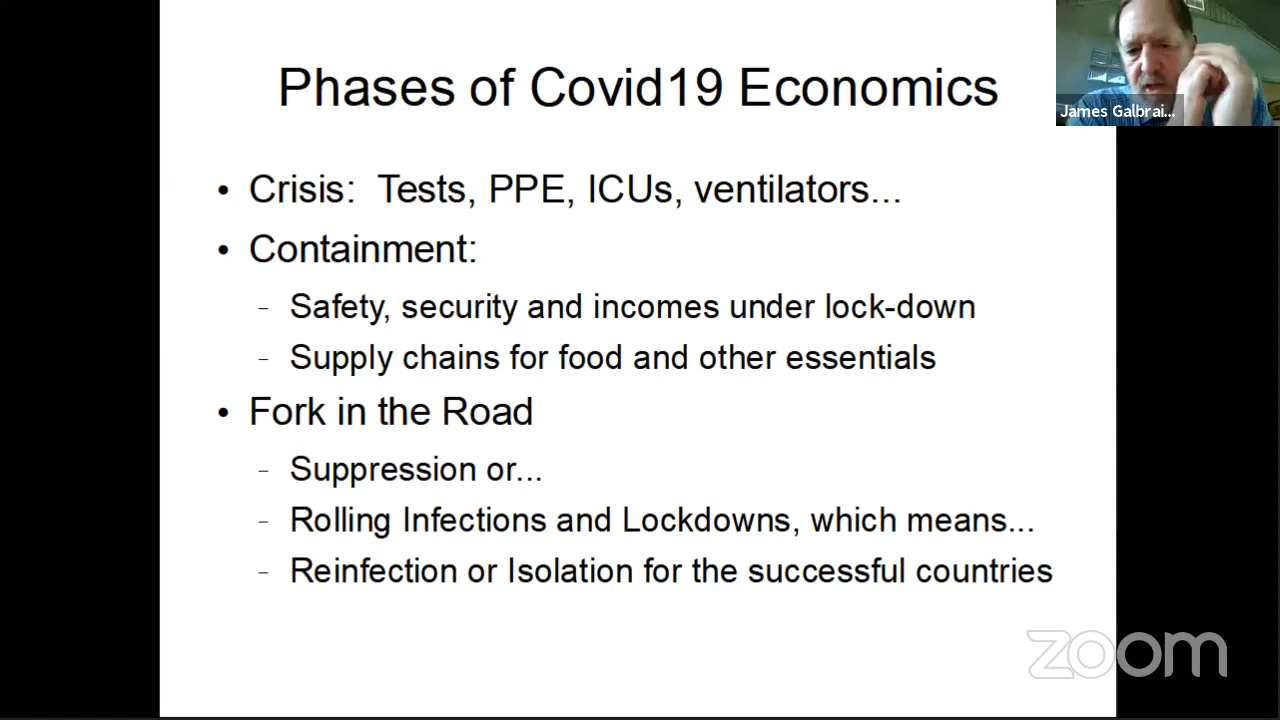 Phases of Covid19 Economics
James Galbrai...
• Crisis: Tests, PPE, ICUs, ventilators...
• Containment:
– Safety, security and incomes under lock-down
– Supply chains for food and other essentials
• Fork in the Road
– Suppression or...
– Rolling Infections and Lockdowns, which means...
– Reinfection or Isolation for the successful countries
zoom